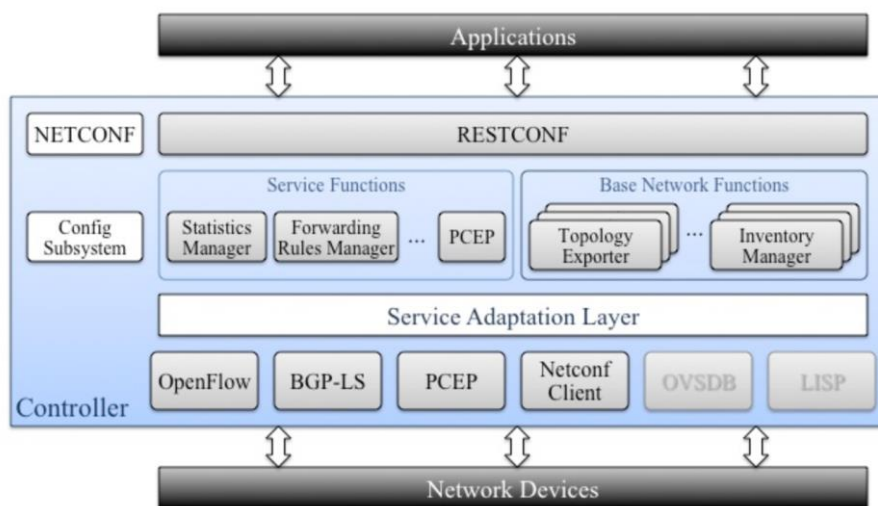 Applications
NETCONF
RESTCONF
Service Functions
Base Network Functions
Config
Subsystem
Statistics
Manager
Forwarding
Rules Manager
...
PCEP
Topology
Exporter
...
Inventory
Manager
Service Adaptation Layer
OpenFlow
BGP-LS
PCEP
Netconf
Client
OVSDB
LISP
Controller
Network Devices